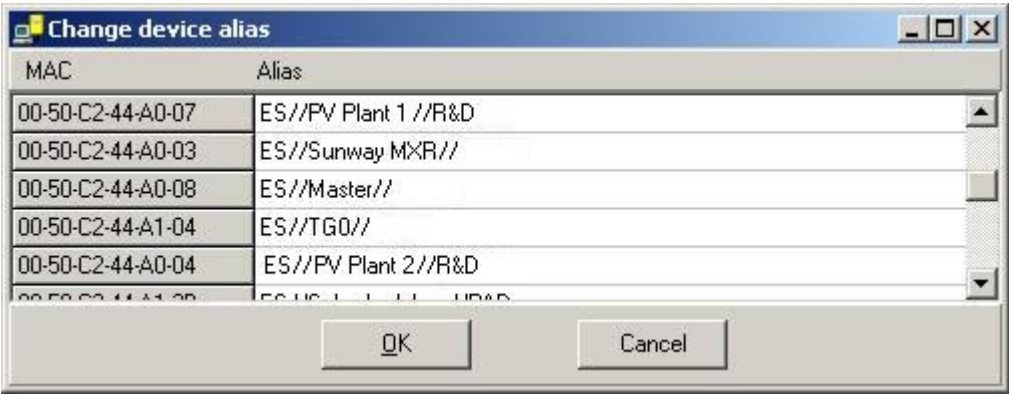 Change device alias
MAC Alias
00-50-C2-44-A0-07 ES//PV Plant 1 //R&D
00-50-C2-44-A0-03 ES//Sunway MXR//
00-50-C2-44-A0-08 ES//Master//
00-50-C2-44-A1-04 ES//TG0//
00-50-C2-44-A0-04 ES//PV Plant 2//R&D
OK Cancel